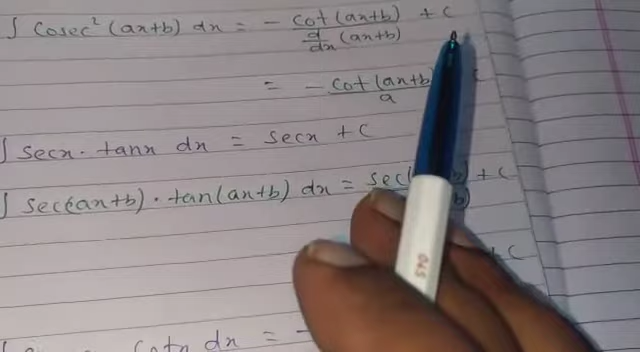 ∫ Cosec² (ax+b) dx = - cot (ax+b) / d/dx (ax+b) + c
= - cot (ax+b / a
∫ secx · tanx dx = secx + c
∫ sec(ax+b) · tan(ax+b) dx = sec( b) + c
b)
+ c
cotx dx = -
045